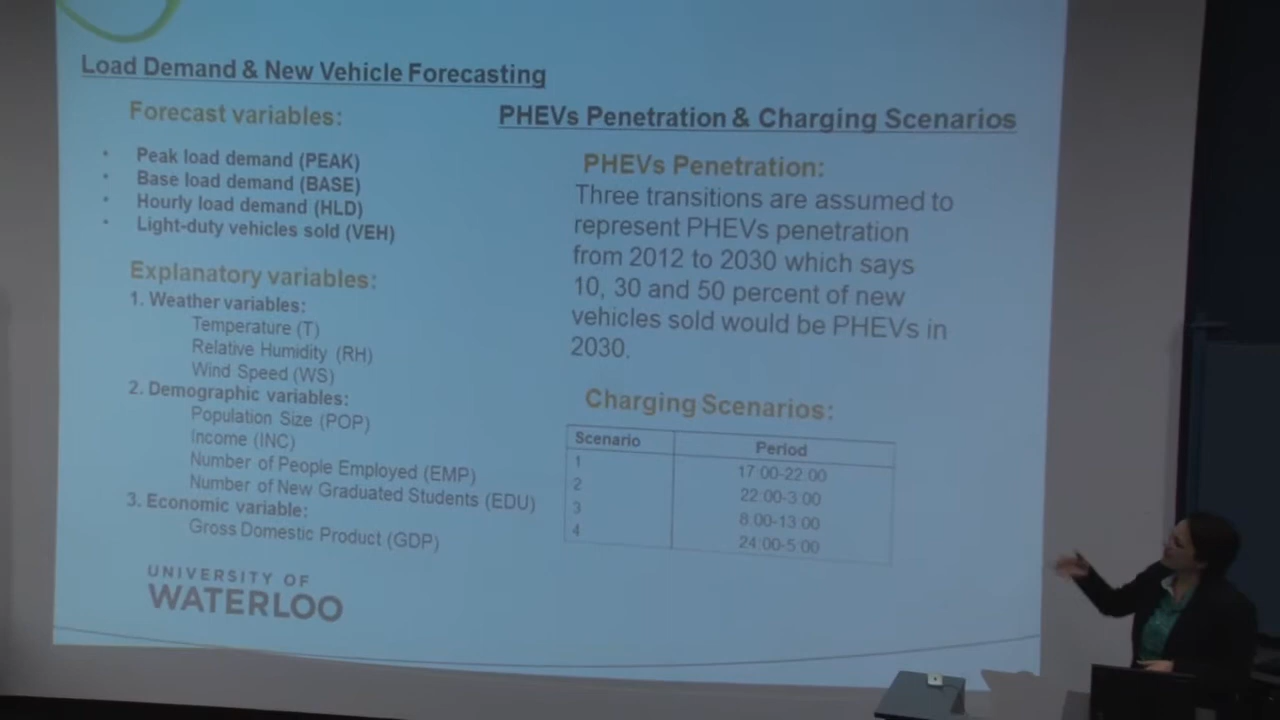 Load Demand & New Vehicle Forecasting
Forecast variables:
• Peak load demand (PEAK)
• Base load demand (BASE)
• Hourly load demand (HLD)
• Light-duty vehicles sold (VEH)
Explanatory variables:
1. Weather variables:
Temperature (T)
Relative Humidity (RH)
Wind Speed (WS)
2. Demographic variables:
Population Size (POP)
Income (INC)
Number of People Employed (EMP)
Number of New Graduated Students (EDU)
3. Economic variable:
Gross Domestic Product (GDP)
UNIVERSITY OF
WATERLOO
PHEVs Penetration & Charging Scenarios
PHEVs Penetration:
Three transitions are assumed to
represent PHEVs penetration
from 2012 to 2030 which says
10, 30 and 50 percent of new
vehicles sold would be PHEVs in
2030.
Charging Scenarios:
Scenario Period
1 17:00-22:00
2 22:00-3:00
3 8:00-13:00
4 24:00-5:00